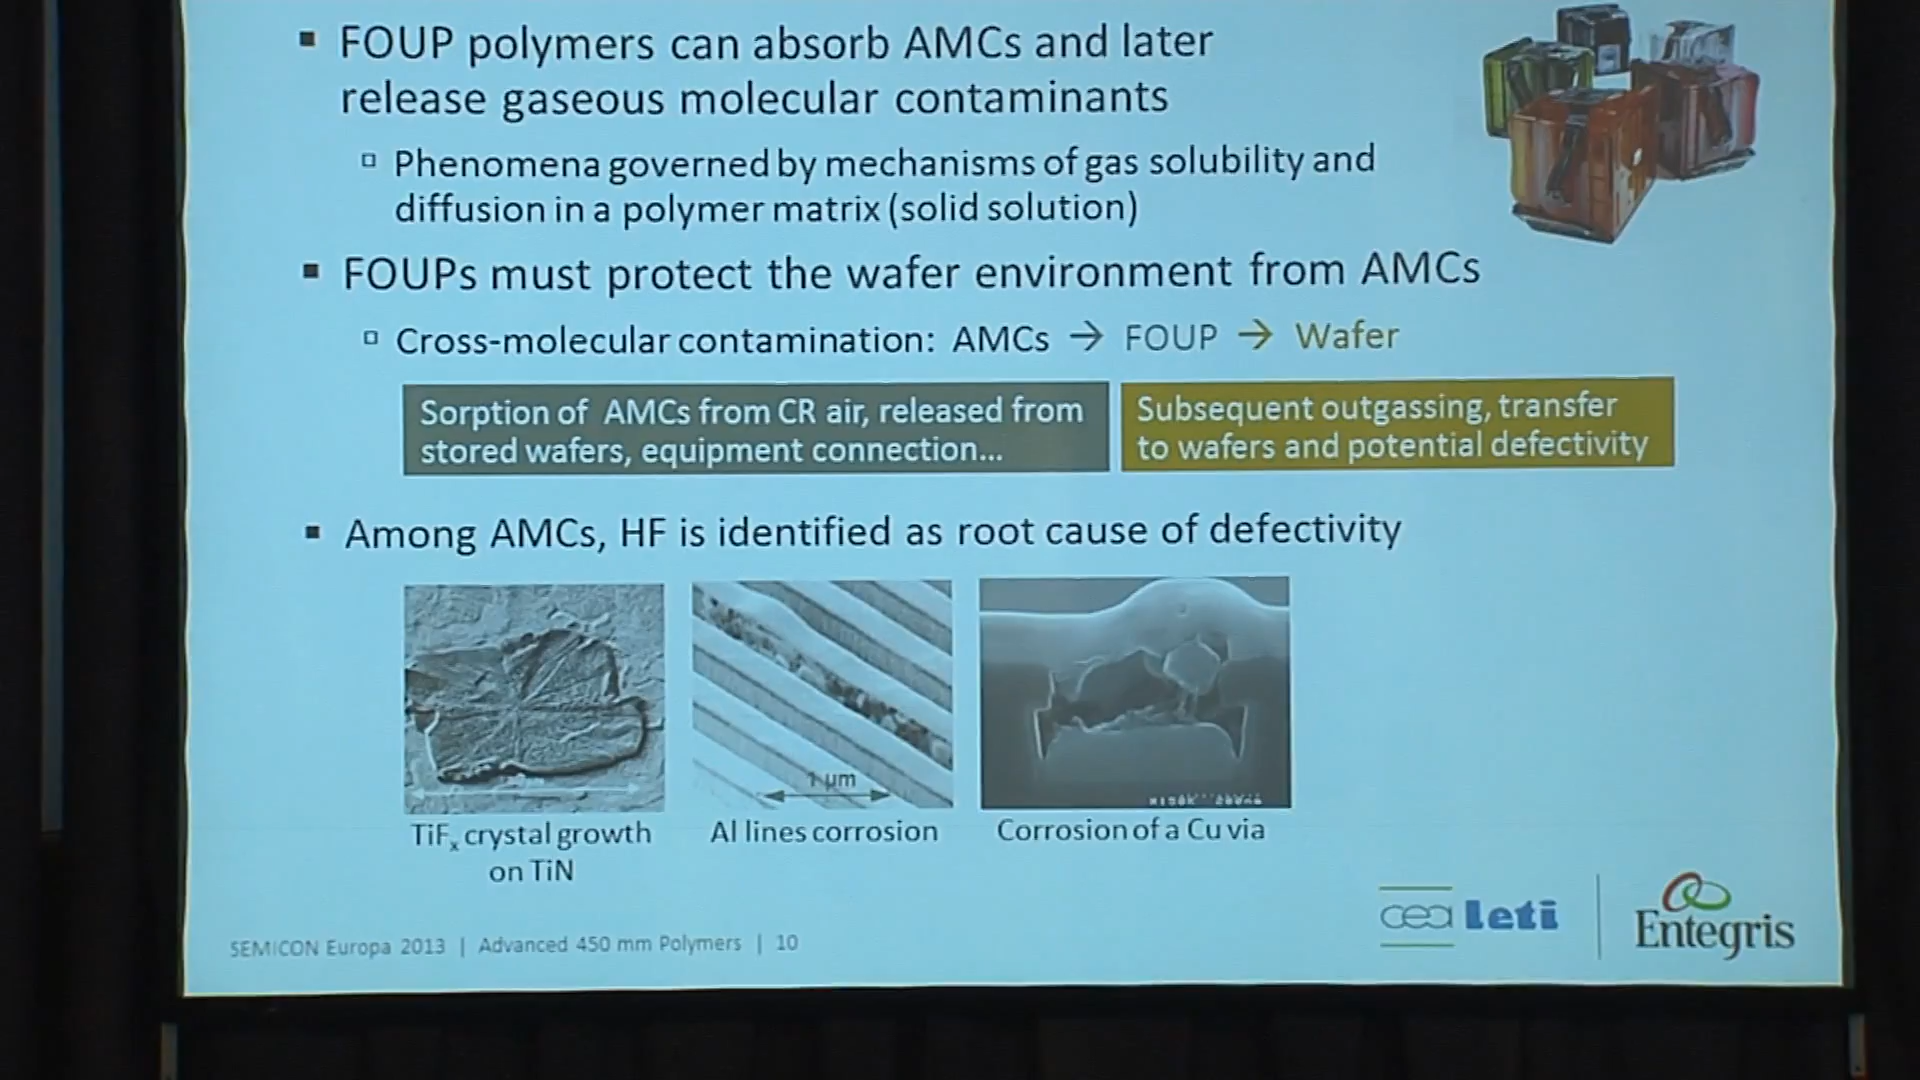 ▪ FOUP polymers can absorb AMCs and later
release gaseous molecular contaminants
▫ Phenomena governed by mechanisms of gas solubility and
diffusion in a polymer matrix (solid solution)
▪ FOUPs must protect the wafer environment from AMCs
▫ Cross-molecular contamination: AMCs → FOUP → Wafer
Sorption of AMCs from CR air, released from
stored wafers, equipment connection...
Subsequent outgassing, transfer
to wafers and potential defectivity
▪ Among AMCs, HF is identified as root cause of defectivity
1 µm
TiFx crystal growth
on TiN
Al lines corrosion
Corrosion of a Cu via
cea leti
Entegris
SEMICON Europa 2013 | Advanced 450 mm Polymers | 10